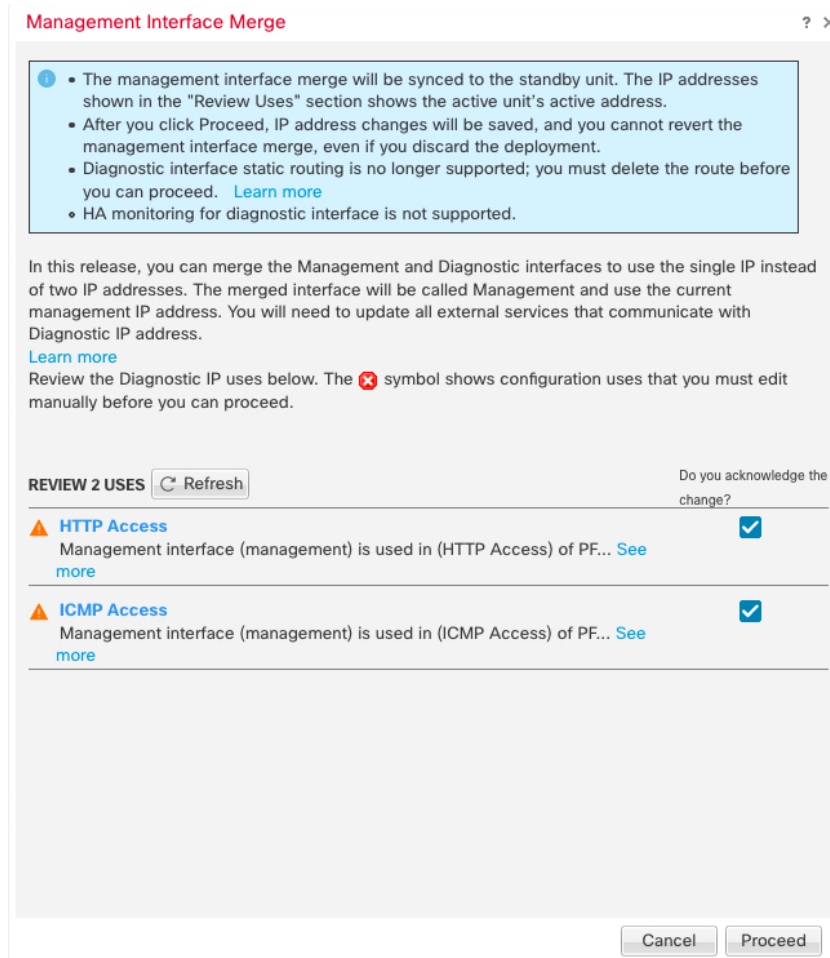 Management Interface Merge
?
• The management interface merge will be synced to the standby unit. The IP addresses
shown in the "Review Uses" section shows the active unit's active address.
• After you click Proceed, IP address changes will be saved, and you cannot revert the
management interface merge, even if you discard the deployment.
• Diagnostic interface static routing is no longer supported; you must delete the route before
you can proceed. Learn more
• HA monitoring for diagnostic interface is not supported.
In this release, you can merge the Management and Diagnostic interfaces to use the single IP instead
of two IP addresses. The merged interface will be called Management and use the current
management IP address. You will need to update all external services that communicate with
Diagnostic IP address.
Learn more
Review the Diagnostic IP uses below. The symbol shows configuration uses that you must edit
manually before you can proceed.
REVIEW 2 USES Refresh
Do you acknowledge the
change?
HTTP Access
Management interface (management) is used in (HTTP Access) of PF... See
more
ICMP Access
Management interface (management) is used in (ICMP Access) of PF... See
more
Cancel Proceed